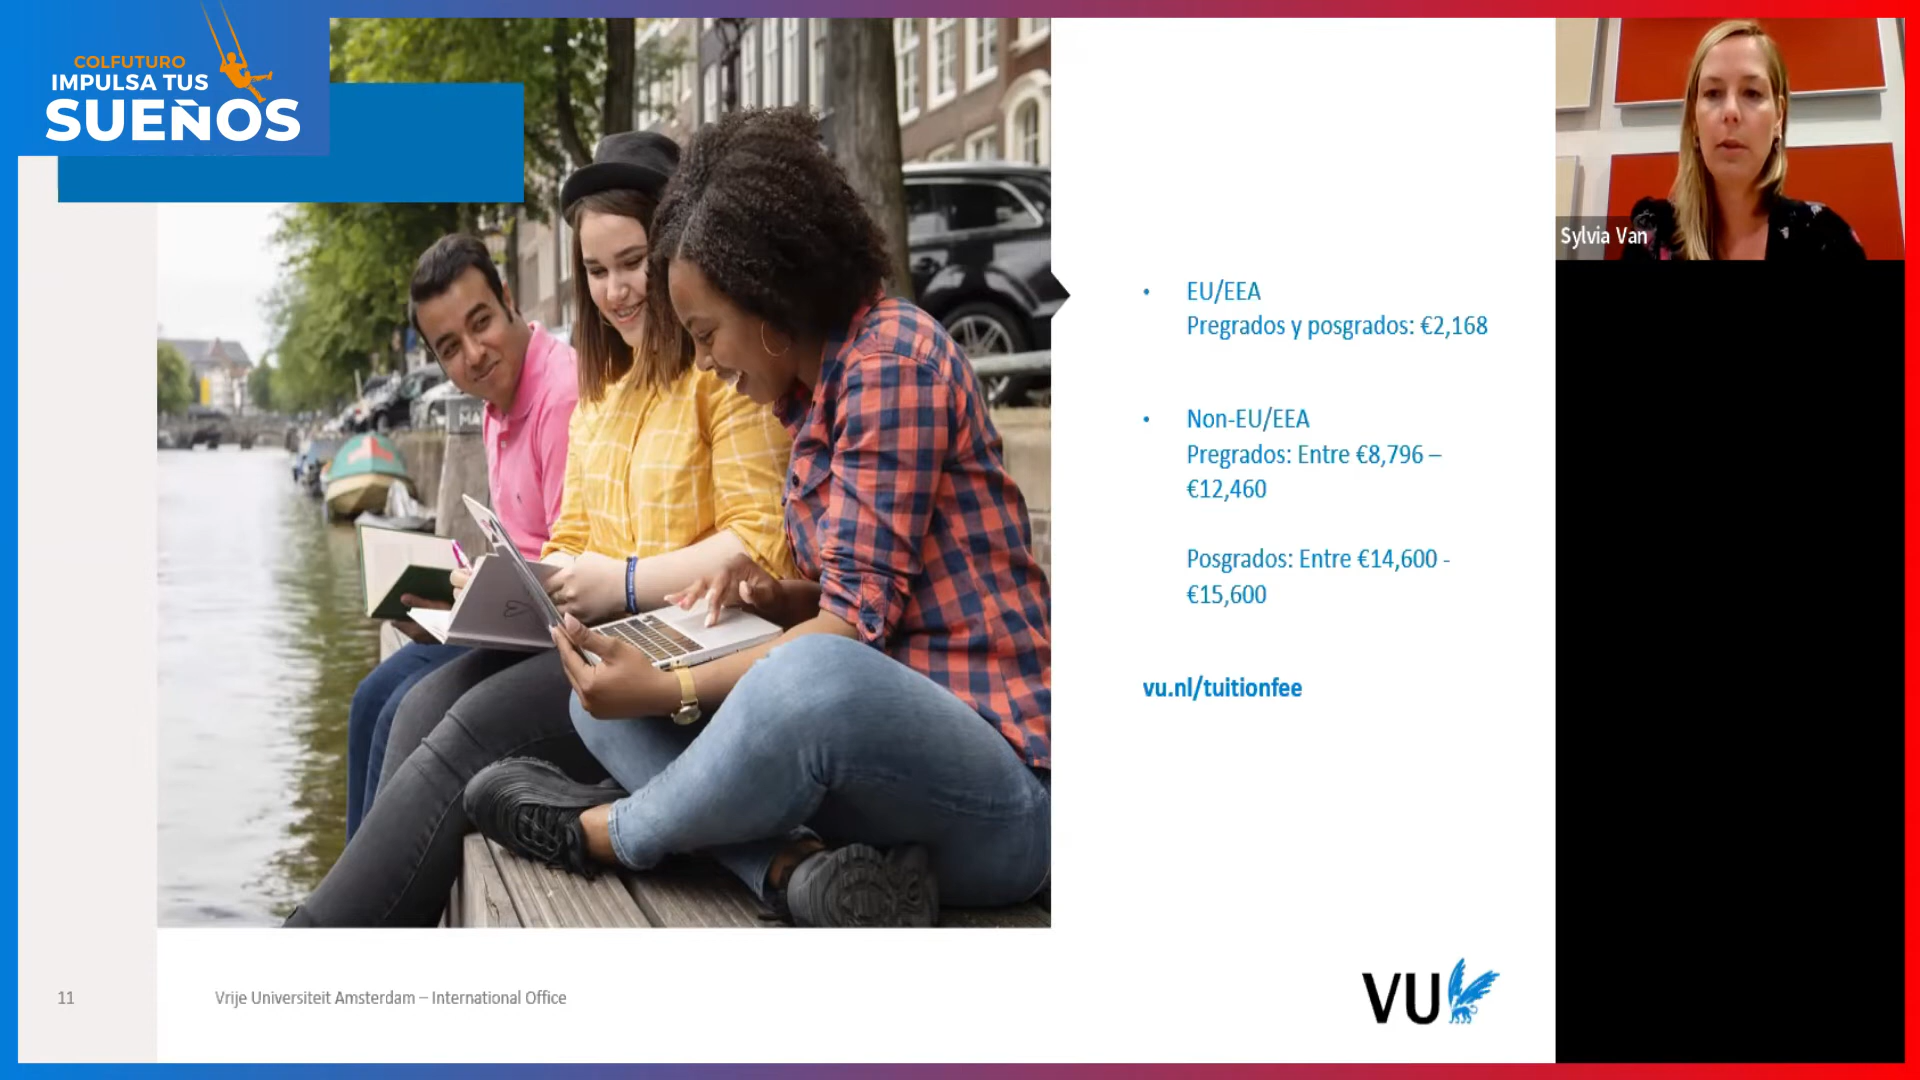 COLFUTURO
IMPULSA TUS
SUEÑOS
Sylvia Van
MA
• EU/EEA
Pregrados y posgrados: €2,168
• Non-EU/EEA
Pregrados: Entre €8,796 –
€12,460
Posgrados: Entre €14,600 -
€15,600
vu.nl/tuitionfee
11
Vrije Universiteit Amsterdam – International Office
VU